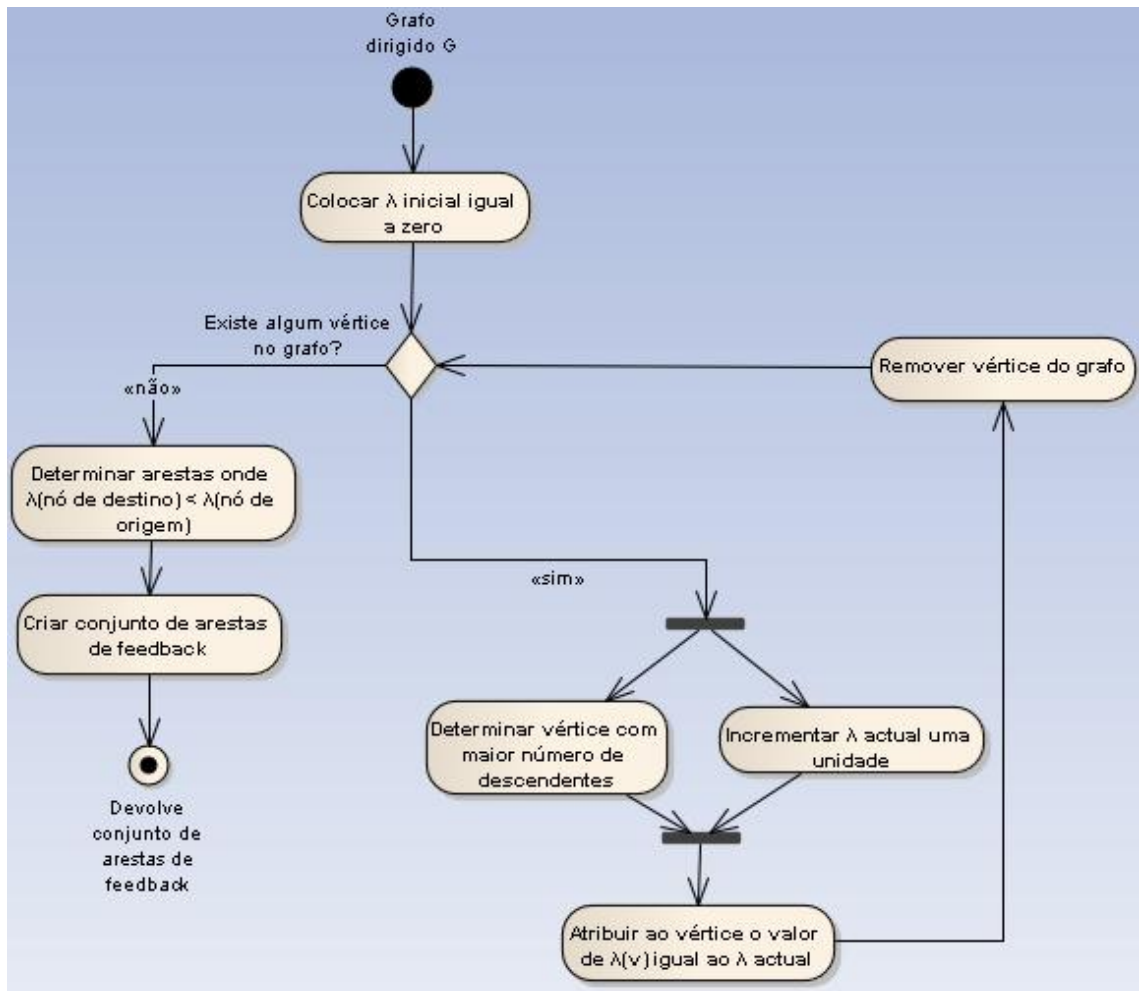 Grafo
dirigido G
Colocar λ inicial igual
a zero
Existe algum vértice
no grafo?
Remover vértice do grafo
«não»
Determinar arestas onde
λ(nó de destino) < λ(nó de
origem)
«sim»
Criar conjunto de arestas
de feedback
Determinar vértice com
maior número de
descendentes
Incrementar λ actual uma
unidade
Devolve
conjunto de
arestas de
feedback
Atribuir ao vértice o valor
de λ(v) igual ao λ actual